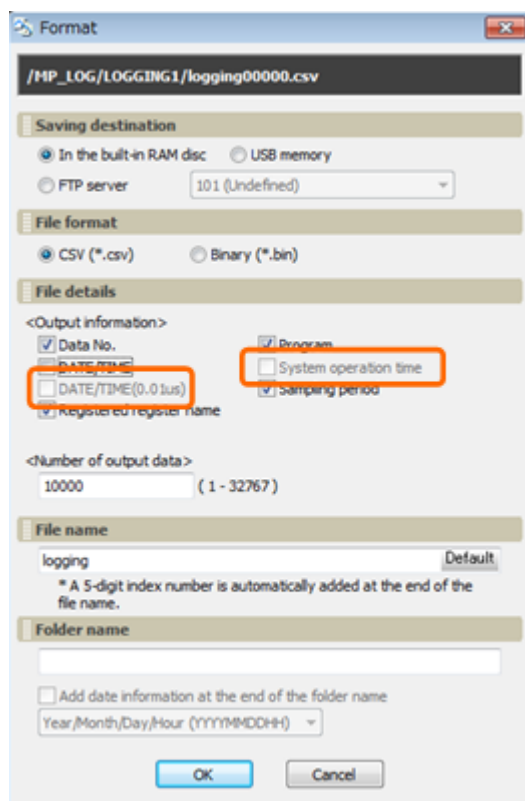 Format
/MP_LOG/LOGGING1/logging00000.csv
Saving destination
In the built-in RAM disc USB memory
FTP server 101 (Undefined)
File format
CSV (*.csv) Binary (*.bin)
File details
<Output information>
Data No. Program
DATE/TIME System operation time
DATE/TIME(0.01us) Sampling period
Registered register name
<Number of output data>
10000 ( 1 - 32767 )
File name
logging Default
* A 5-digit index number is automatically added at the end of the
file name.
Folder name
Add date information at the end of the folder name
Year/Month/Day/Hour (YYYYMMDDHH)
OK Cancel